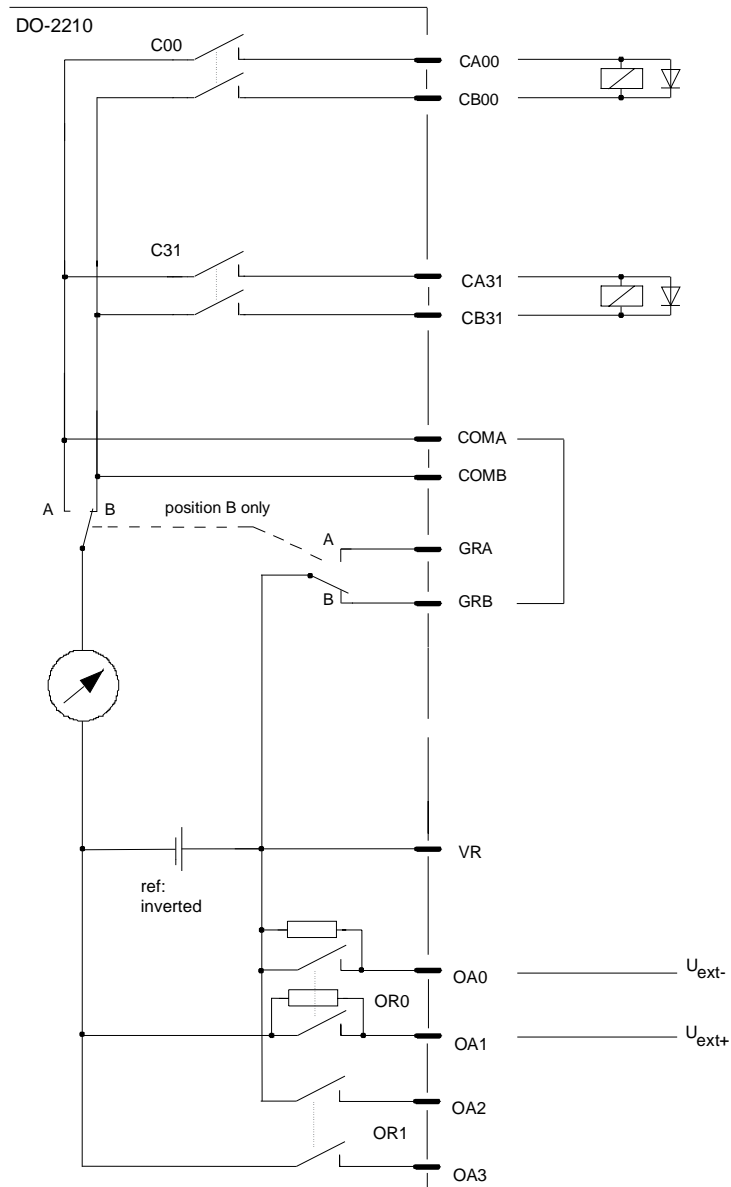 DO-2210
C00
CA00
CB00
C31
CA31
CB31
COMA
COMB
A
B
position B only
A
GRA
B
GRB
VR
ref:
inverted
OA0
Uext-
OR0
OA1
Uext+
OA2
OR1
OA3